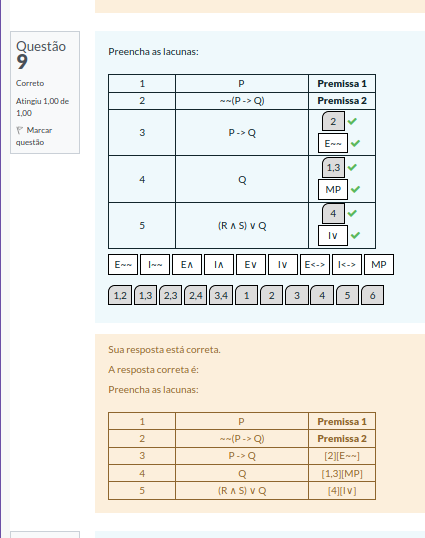 Questão
9
Correto
Atingiu 1,00 de
1,00
Marcar
questão
Preencha as lacunas:
1 P Premissa 1
2 ~~(P -> Q) Premissa 2
3 P -> Q 2 E~~
4 Q 1,3 MP
5 (R ∧ S) ∨ Q 4 I∨
E~~ I~~ E∧ I∧ E∨ I∨ E<-> I<-> MP
1,2 1,3 2,3 2,4 3,4 1 2 3 4 5 6
Sua resposta está correta.
A resposta correta é:
Preencha as lacunas:
1 P Premissa 1
2 ~~(P -> Q) Premissa 2
3 P -> Q [2][E~~]
4 Q [1,3][MP]
5 (R ∧ S) ∨ Q [4][I∨]